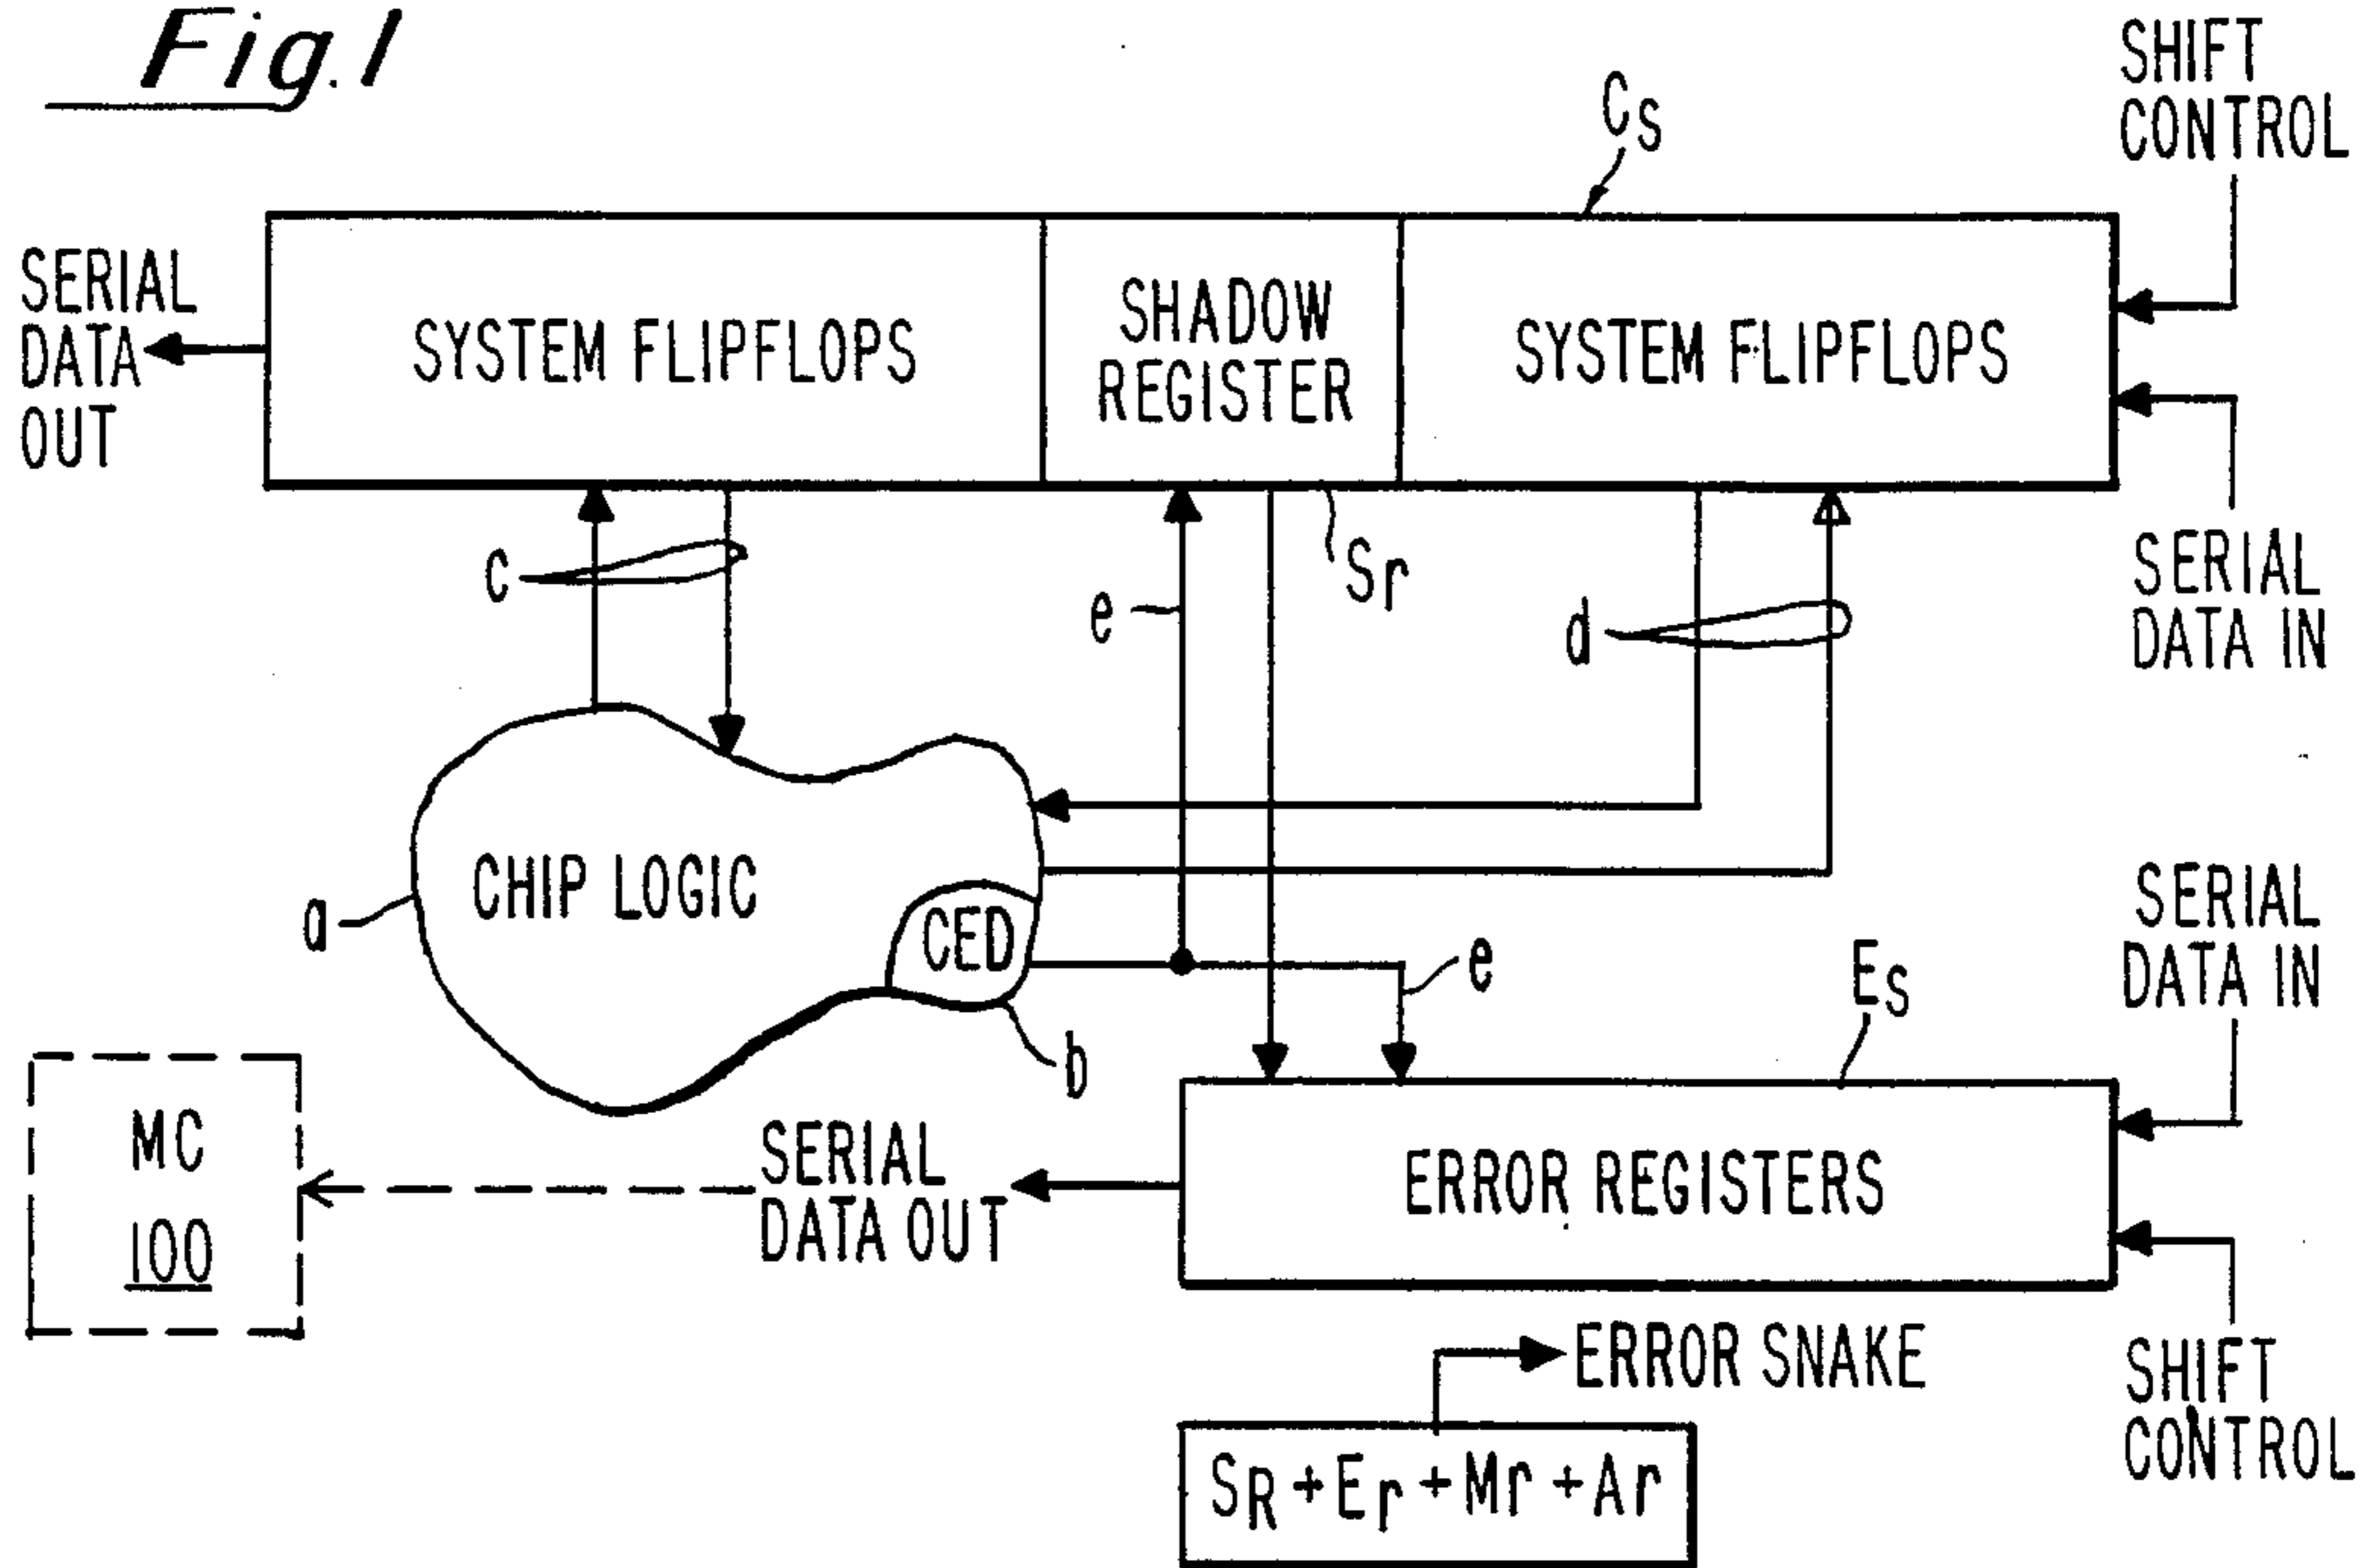 Fig. 1
SHIFT
CONTROL
Cs
SERIAL
DATA
OUT
SYSTEM FLIPFLOPS
SHADOW
REGISTER
SYSTEM FLIPFLOPS
SERIAL
DATA IN
c
e
Sr
d
a
CHIP LOGIC
CED
b
e
Es
SERIAL
DATA IN
MC
100
SERIAL
DATA OUT
ERROR REGISTERS
SHIFT
CONTROL
ERROR SNAKE
SR + Er + Mr + Ar